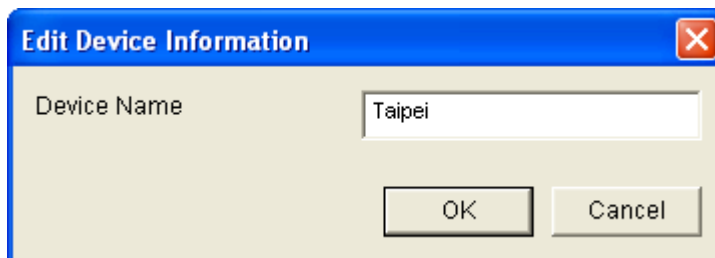 Edit Device Information
Device Name
Taipei
OK
Cancel